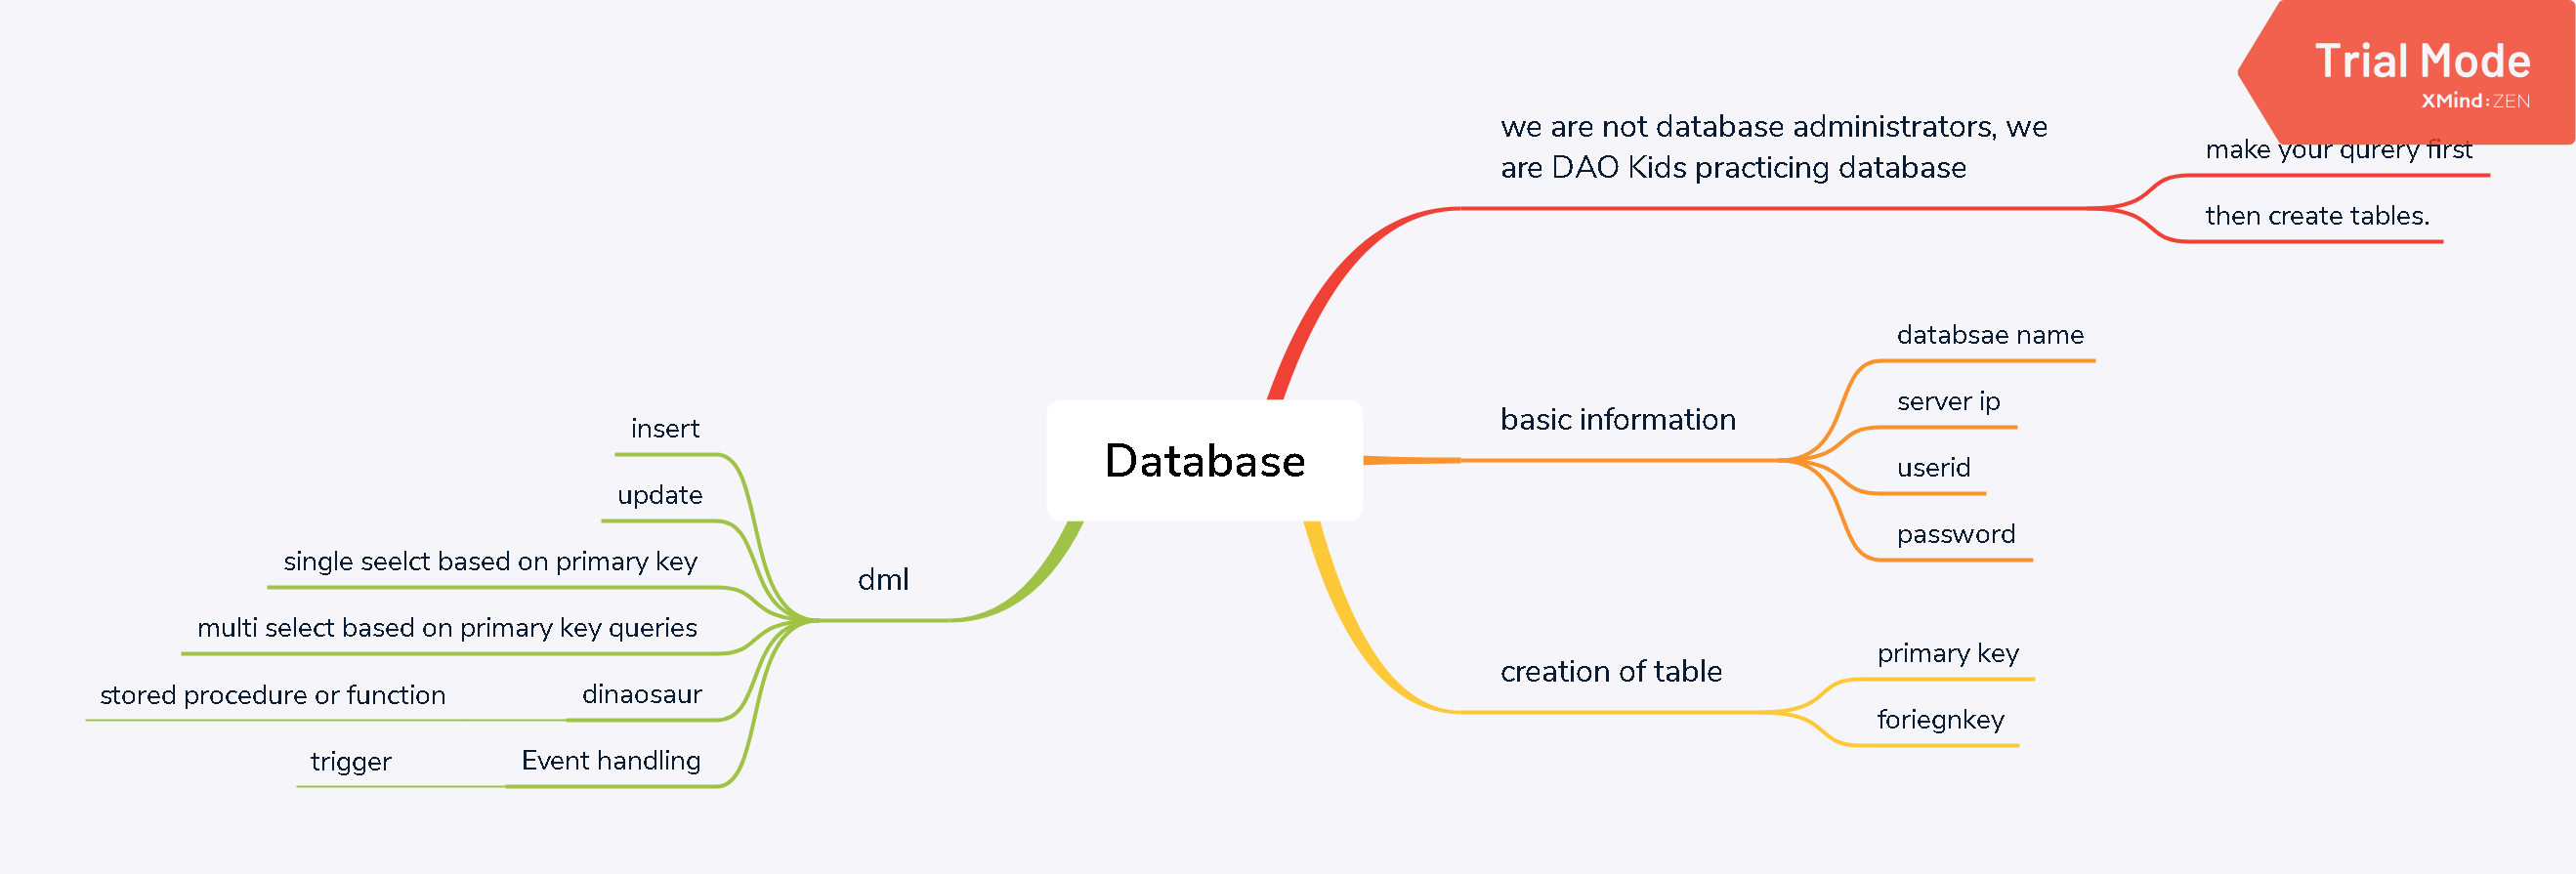 Trial Mode
XMind:ZEN
we are not database administrators, we
are DAO Kids practicing database
make your qurery first
then create tables.
basic information
databsae name
server ip
userid
password
Database
creation of table
primary key
foriegnkey
dml
insert
update
single seelct based on primary key
multi select based on primary key queries
dinaosaur
stored procedure or function
Event handling
trigger